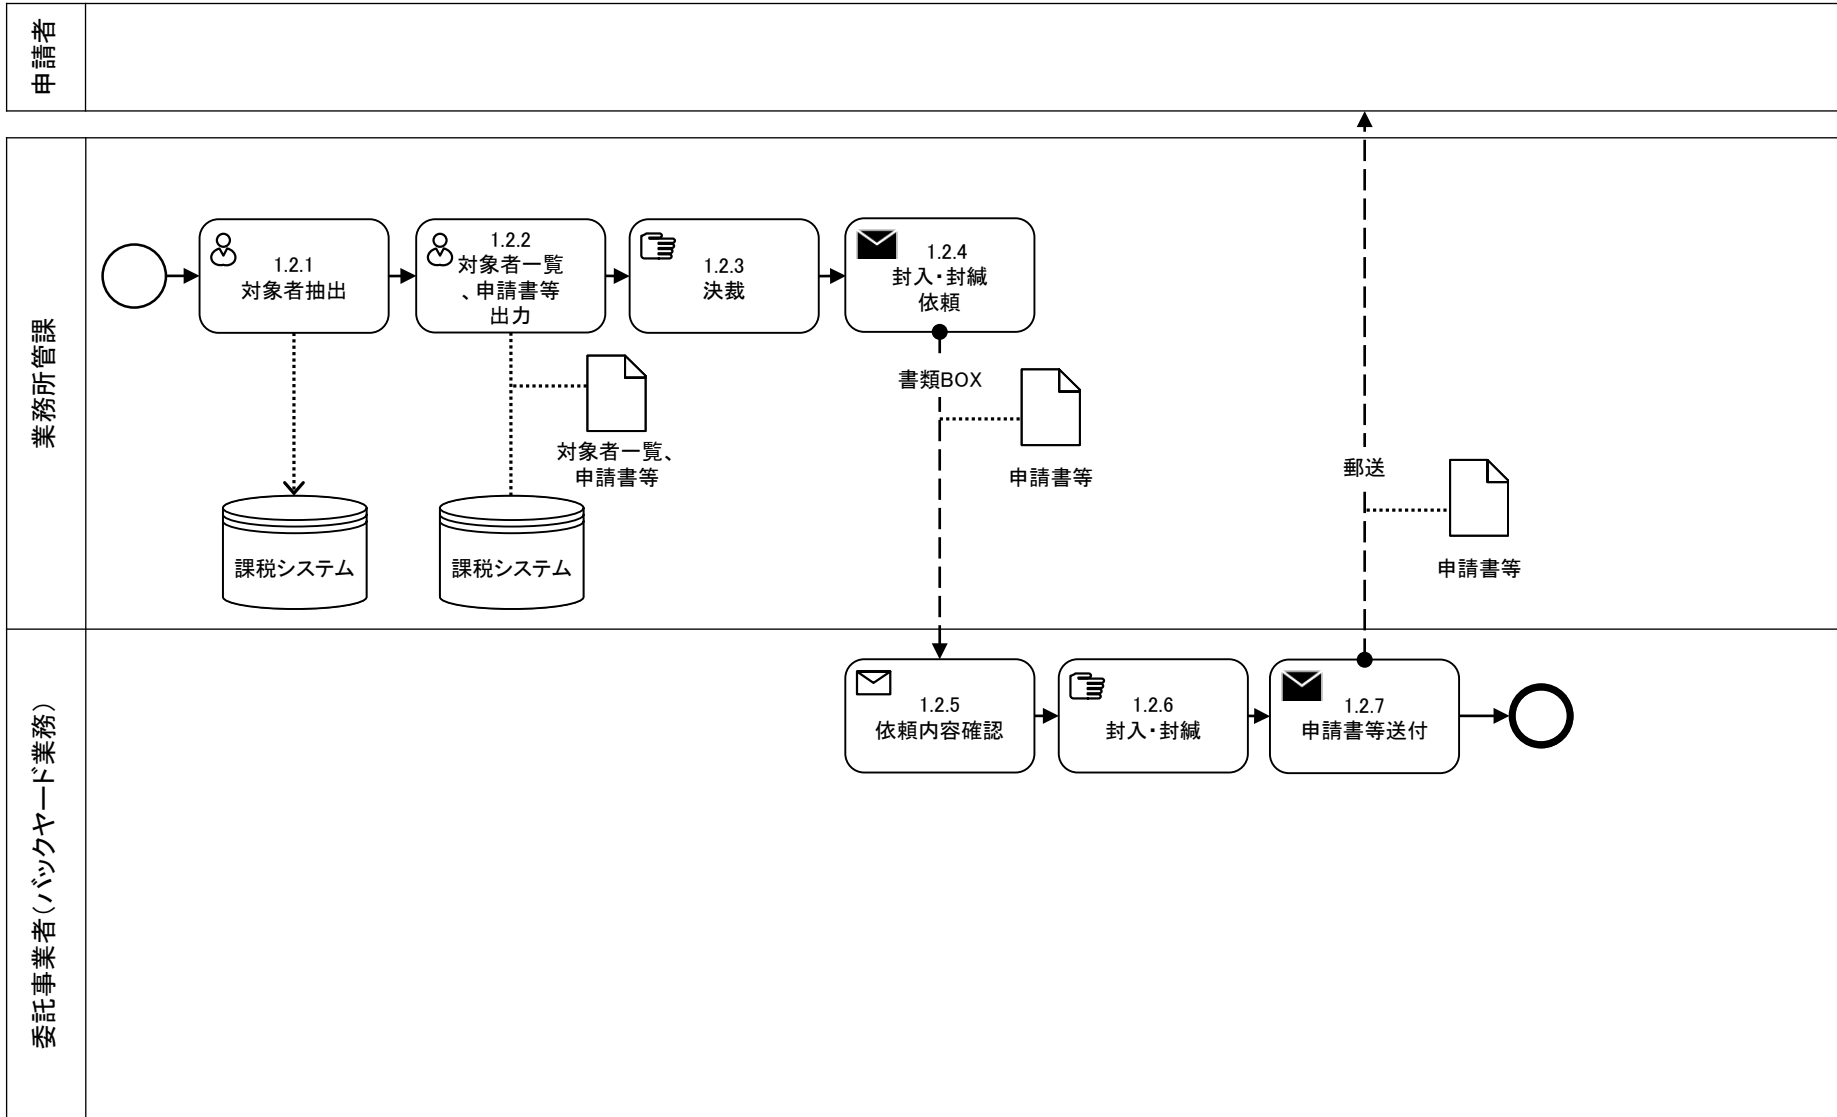 申請者
業務所管課
1.2.1
対象者抽出
1.2.2
対象者一覧
、申請書等
出力
1.2.3
決裁
1.2.4
封入・封緘
依頼
書類BOX
対象者一覧、
申請書等
申請書等
郵送
申請書等
課税システム
課税システム
委託事業者(バックヤード業務)
1.2.5
依頼内容確認
1.2.6
封入・封緘
1.2.7
申請書等送付